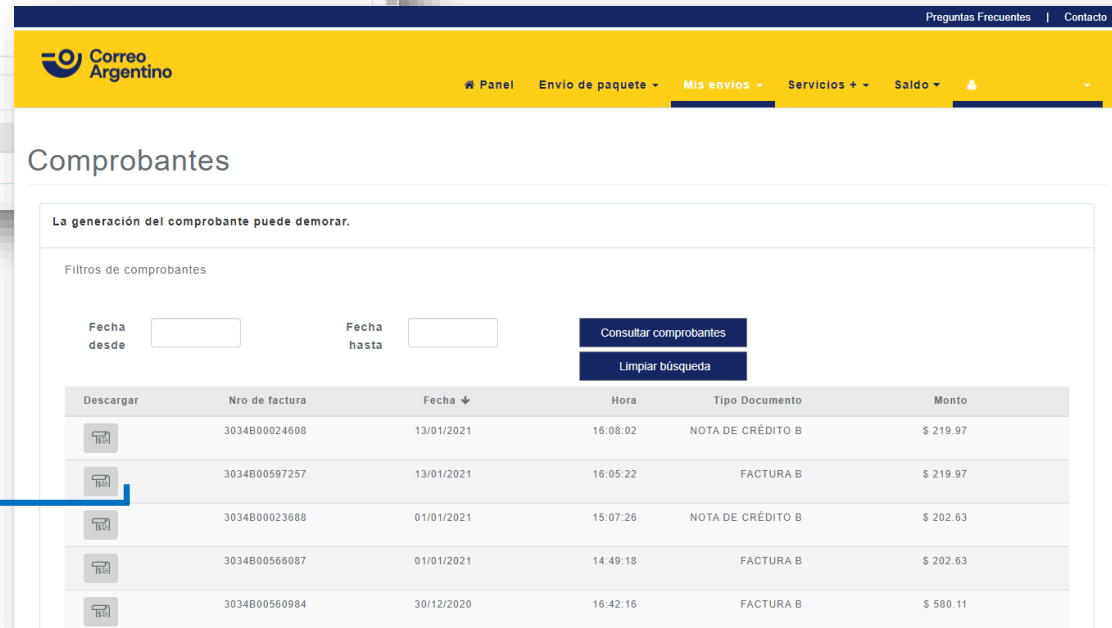 Preguntas Frecuentes | Contacto
Correo
Argentino
Panel Envío de paquete Mis envíos Servicios + Saldo
Comprobantes
La generación del comprobante puede demorar.
Filtros de comprobantes
Fecha desde Fecha hasta Consultar comprobantes
Limpiar búsqueda
Descargar Nro de factura Fecha Hora Tipo Documento Monto
3034B00024608 13/01/2021 16:08:02 NOTA DE CRÉDITO B $ 219.97
3034B00597257 13/01/2021 16:05:22 FACTURA B $ 219.97
3034B00023688 01/01/2021 15:07:26 NOTA DE CRÉDITO B $ 202.63
3034B00566087 01/01/2021 14:49:18 FACTURA B $ 202.63
3034B00560984 30/12/2020 16:42:16 FACTURA B $ 580.11